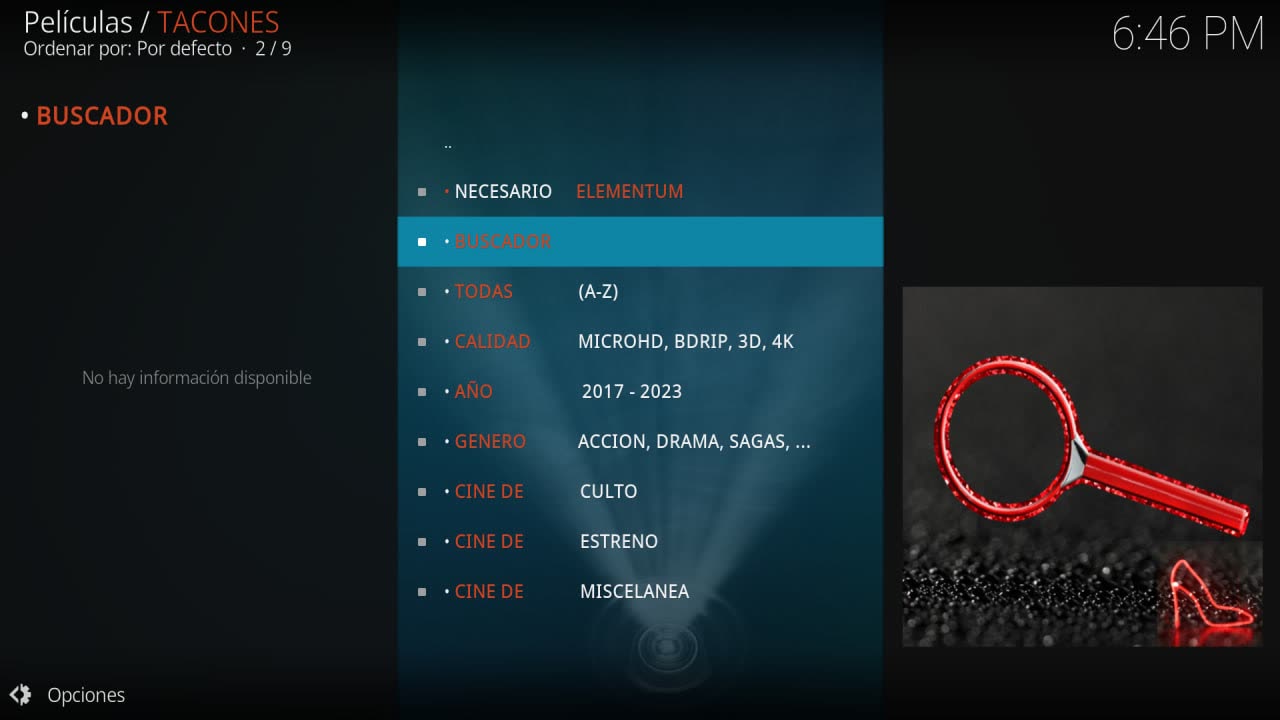 Películas / TACONES
Ordenar por: Por defecto · 2 / 9
6:46 PM
• BUSCADOR
..
• NECESARIO ELEMENTUM
• BUSCADOR
• TODAS (A-Z)
• CALIDAD MICROHD, BDRIP, 3D, 4K
• AÑO 2017 - 2023
• GENERO ACCION, DRAMA, SAGAS, ...
• CINE DE CULTO
• CINE DE ESTRENO
• CINE DE MISCELANEA
No hay información disponible
Opciones